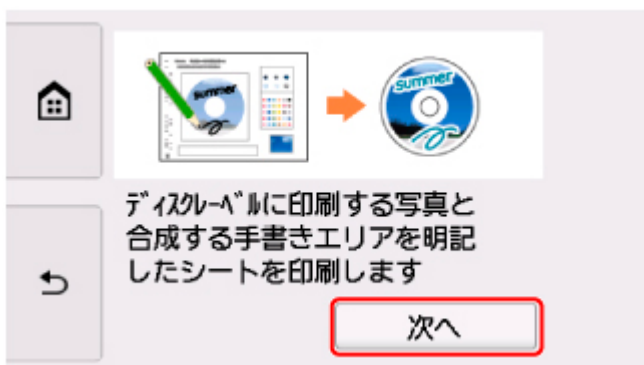 summer
summer
ディスクレーベルに印刷する写真と
合成する手書きエリアを明記
したシートを印刷します
次へ